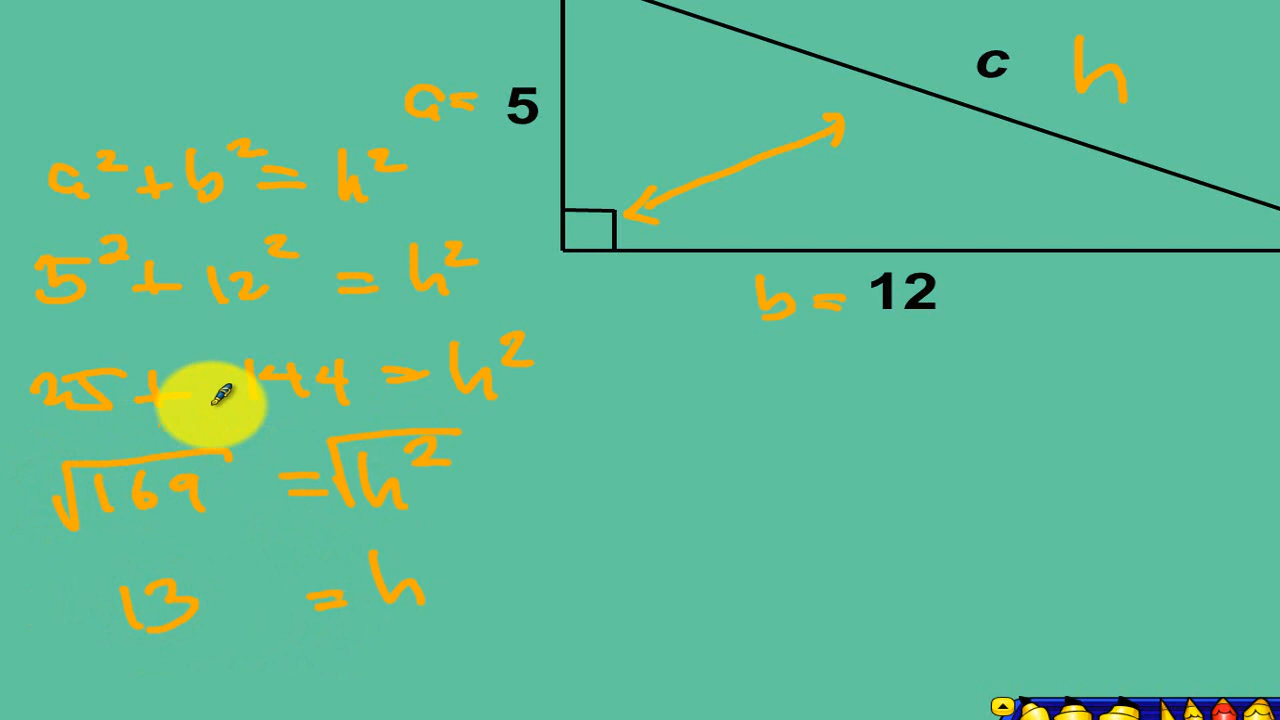 c h
a = 5
a² + b² = h²
5² + 12² = h²
b = 12
25 + 144 = h²
√169 = √h²
13 = h